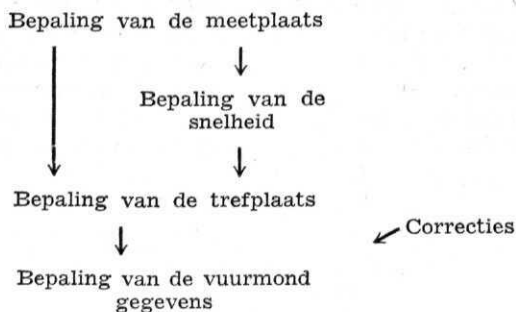 Bepaling van de meetplaats
Bepaling van de
snelheid
Bepaling van de trefplaats
Correcties
Bepaling van de vuurmond
gegevens